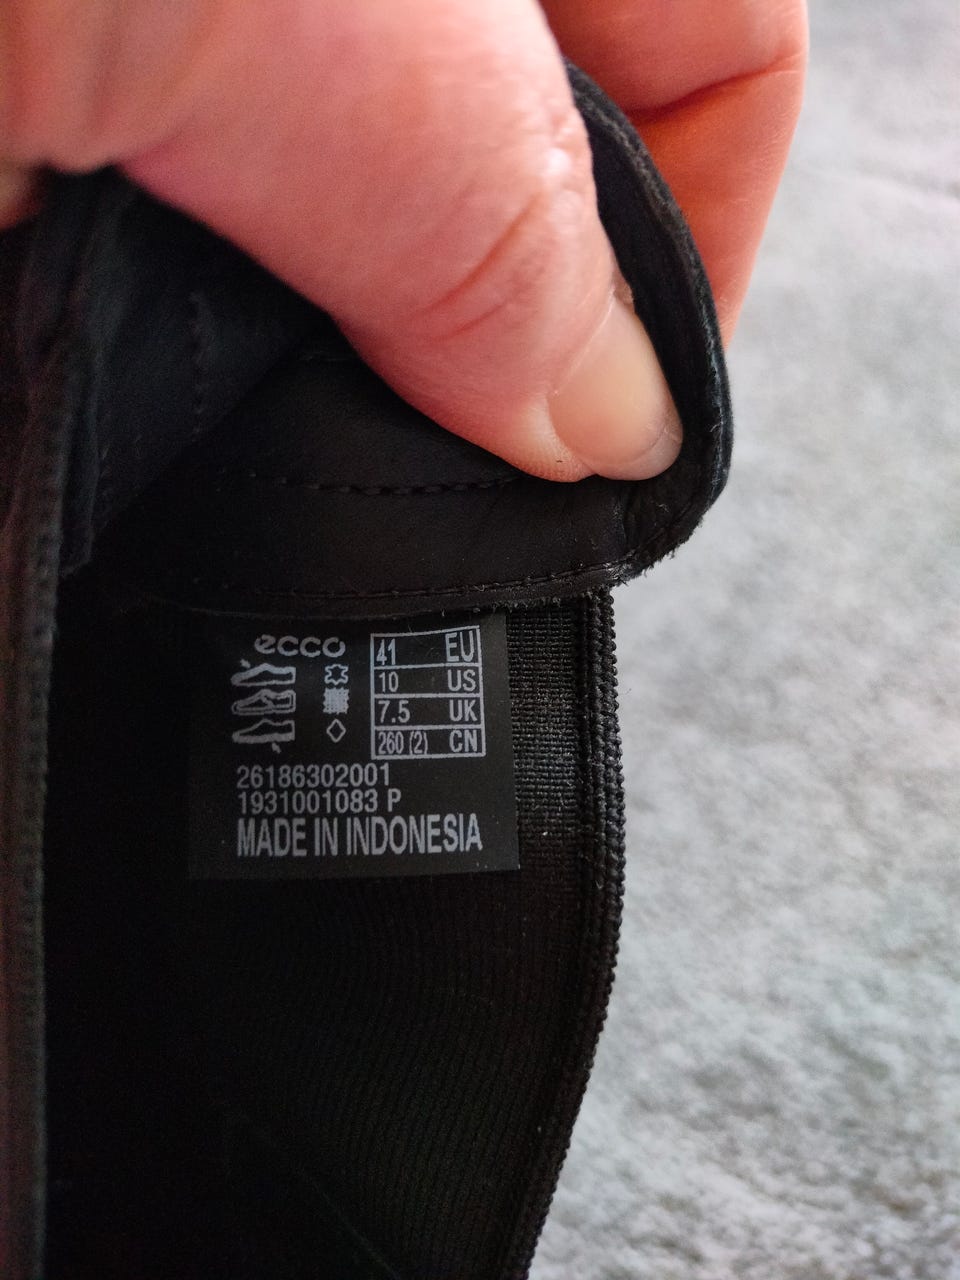 ecco
41 EU
10 US
7.5 UK
260 (2) CN
26186302001
1931001083 P
MADE IN INDONESIA